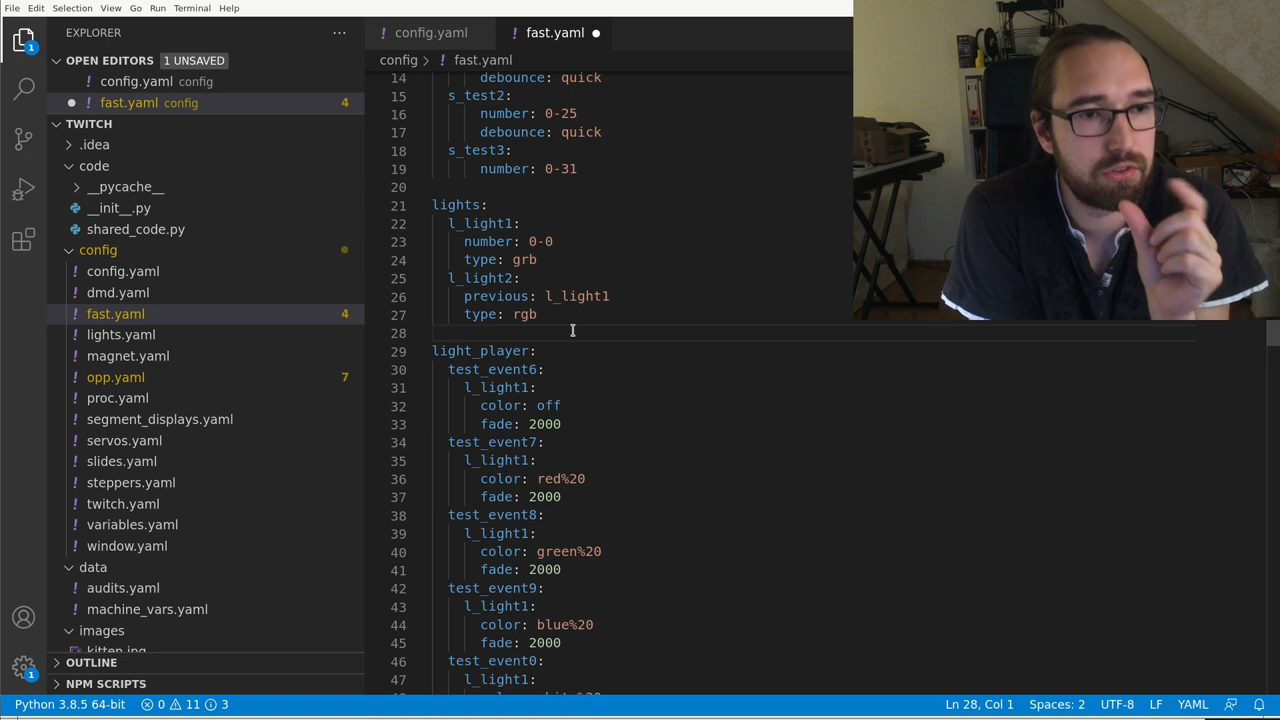 File Edit Selection View Go Run Terminal Help
EXPLORER
OPEN EDITORS 1 UNSAVED
! config.yaml config
! fast.yaml config 4
TWITCH
.idea
code
__pycache__
__init__.py
shared_code.py
config
! config.yaml
! dmd.yaml
! fast.yaml 4
! lights.yaml
! magnet.yaml
! opp.yaml 7
! proc.yaml
! segment_displays.yaml
! servos.yaml
! slides.yaml
! steppers.yaml
! twitch.yaml
! variables.yaml
! window.yaml
data
! audits.yaml
! machine_vars.yaml
images
kitten.jpg
OUTLINE
NPM SCRIPTS
1
1
! config.yaml ! fast.yaml
config > ! fast.yaml
14 debounce: quick
15 s_test2:
16 number: 0-25
17 debounce: quick
18 s_test3:
19 number: 0-31
20
21 lights:
22 l_light1:
23 number: 0-0
24 type: grb
25 l_light2:
26 previous: l_light1
27 type: rgb
28
29 light_player:
30 test_event6:
31 l_light1:
32 color: off
33 fade: 2000
34 test_event7:
35 l_light1:
36 color: red%20
37 fade: 2000
38 test_event8:
39 l_light1:
40 color: green%20
41 fade: 2000
42 test_event9:
43 l_light1:
44 color: blue%20
45 fade: 2000
46 test_event0:
47 l_light1:
Python 3.8.5 64-bit 0 11 3 Ln 28, Col 1 Spaces: 2 UTF-8 LF YAML